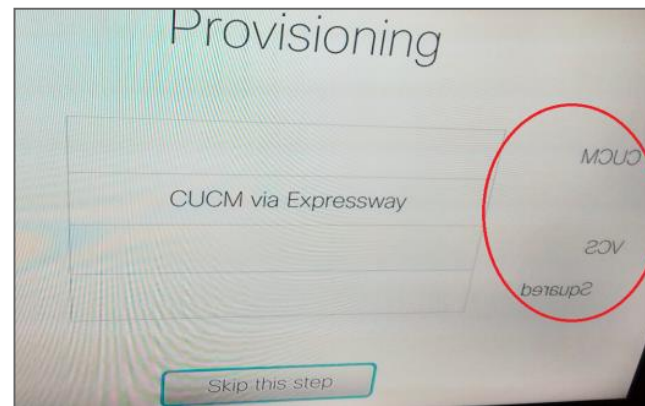 Provisioning
CUCM
CUCM via Expressway
VCS
Squared
Skip this step